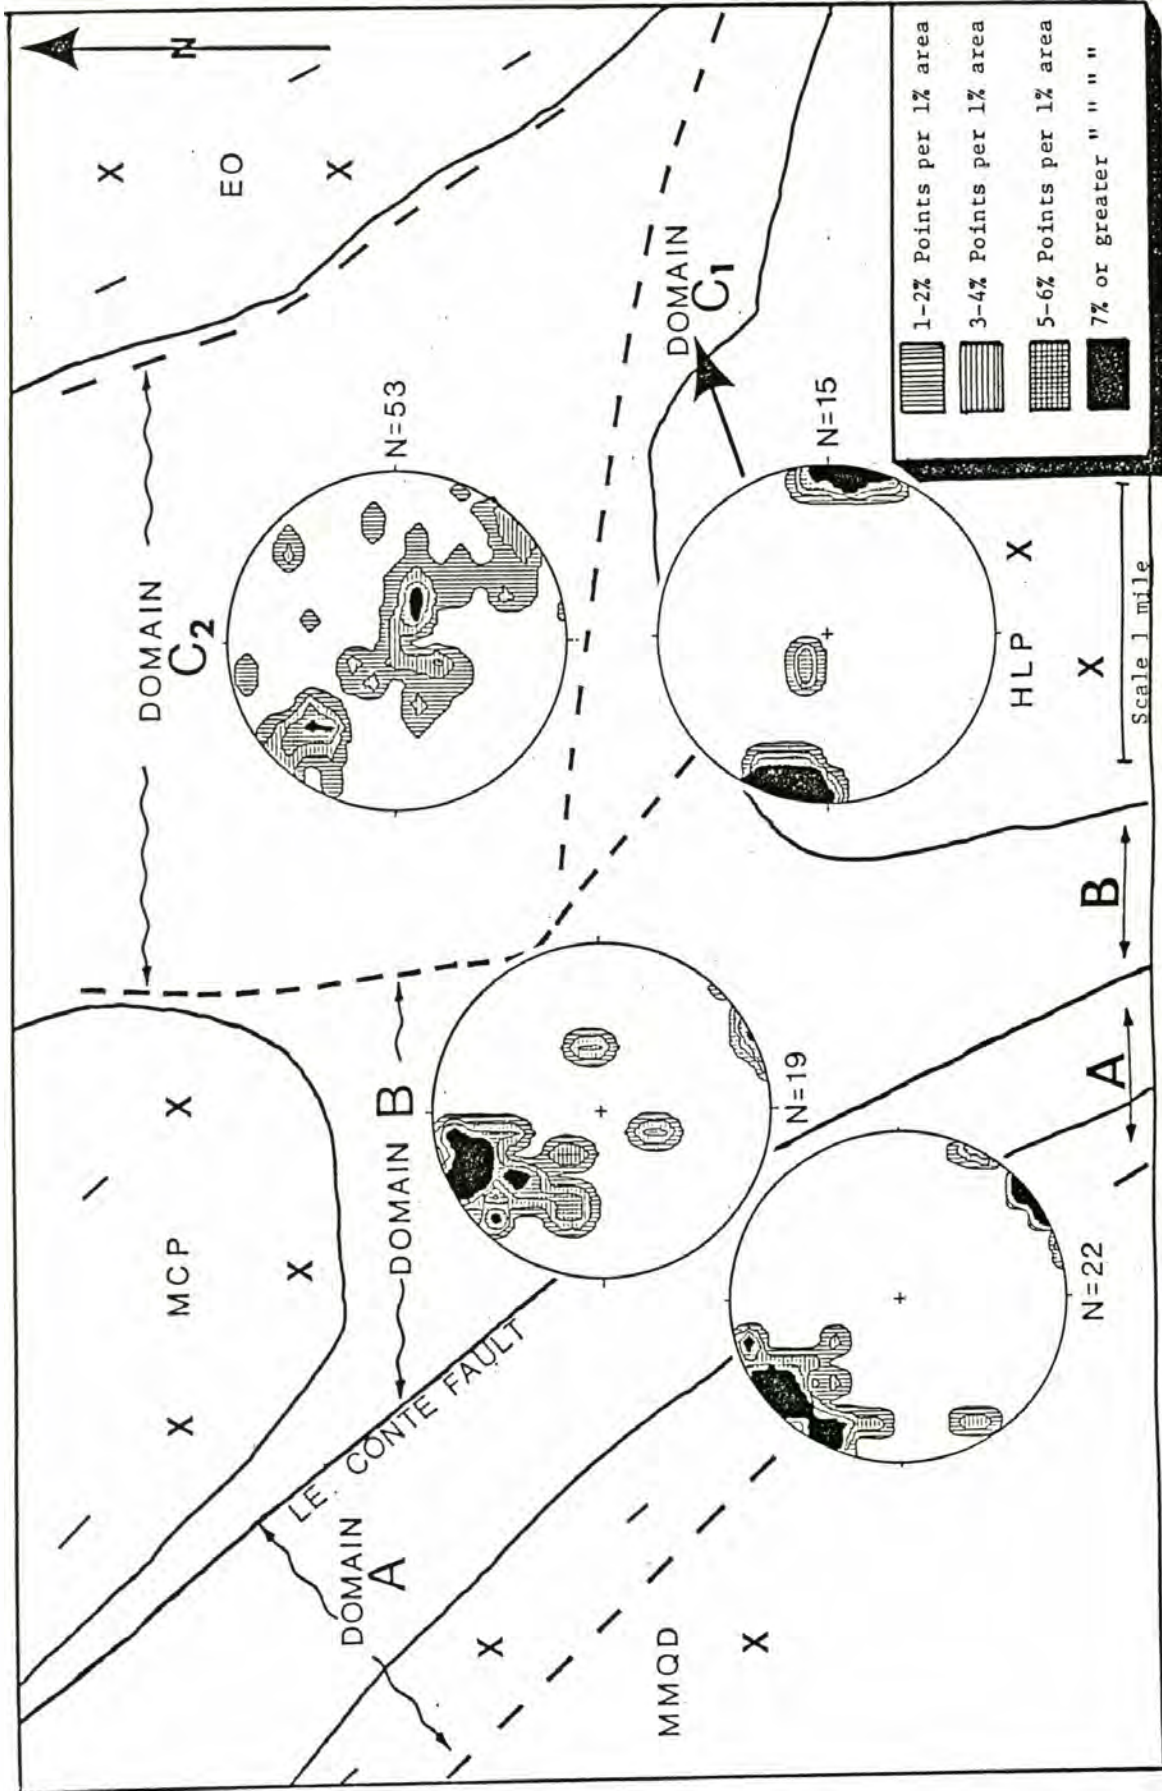 N
MCP
EO
X
X
X
X
X
DOMAIN
C2
N=53
DOMAIN
B
LE. CONTE FAULT
DOMAIN
A
X
MMQD
X
N=19
N=22
DOMAIN
C1
N=15
HLP
X
X
A
B
Scale 1 mile
1-2% Points per 1% area
3-4% Points per 1% area
5-6% Points per 1% area
7% or greater " " " "